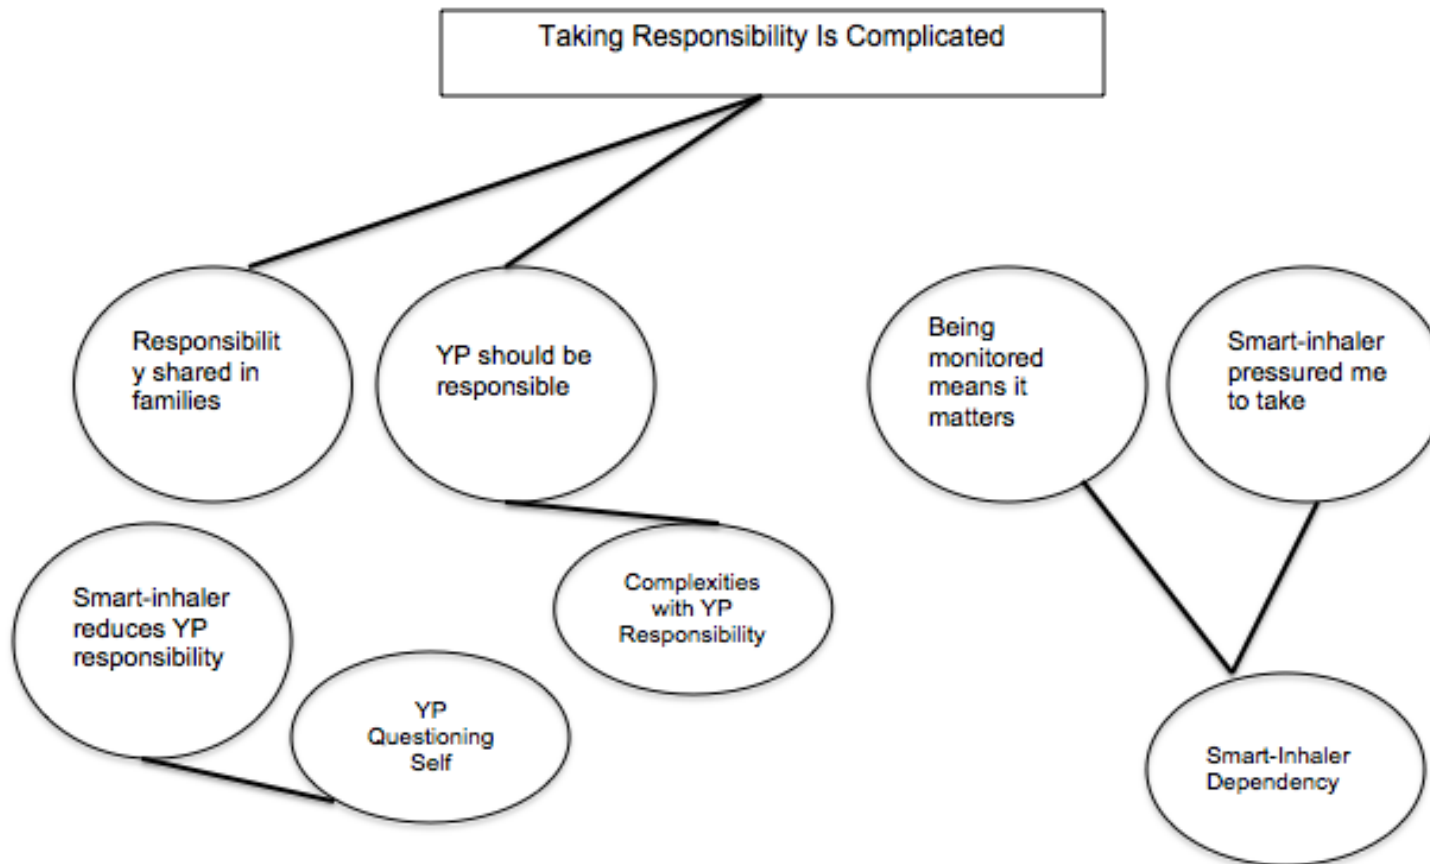 Taking Responsibility Is Complicated
Responsibilit
y shared in
families
YP should be
responsible
Being
monitored
means it
matters
Smart-inhaler
pressured me
to take
Smart-inhaler
reduces YP
responsibility
Complexities
with YP
Responsibility
YP
Questioning
Self
Smart-Inhaler
Dependency